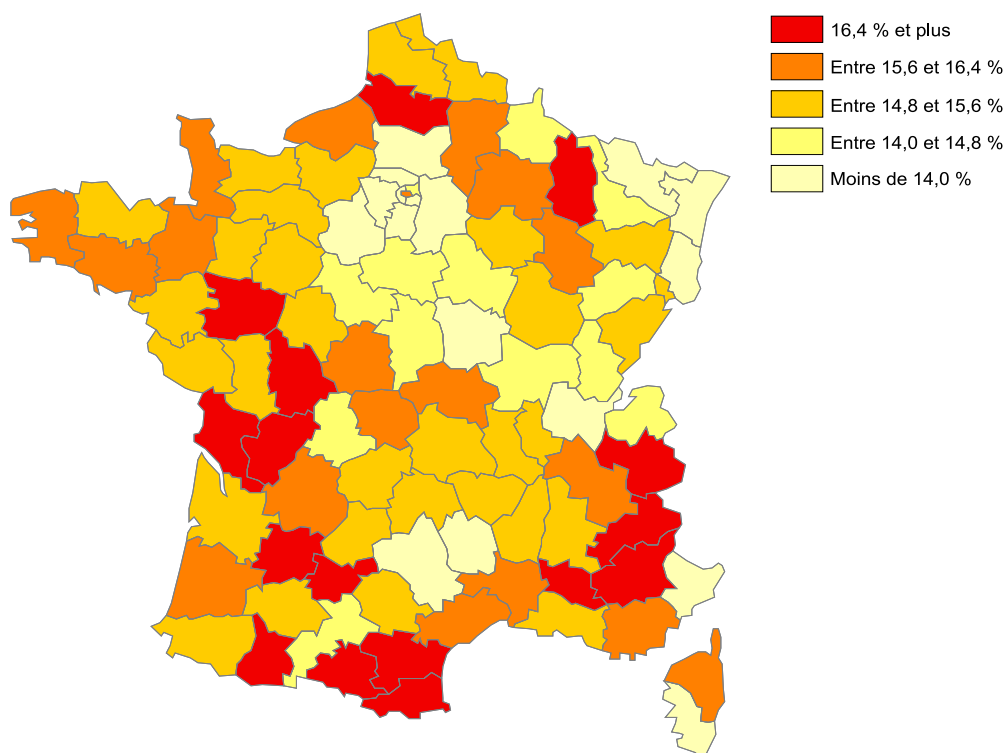 16,4 % et plus
Entre 15,6 et 16,4 %
Entre 14,8 et 15,6 %
Entre 14,0 et 14,8 %
Moins de 14,0 %